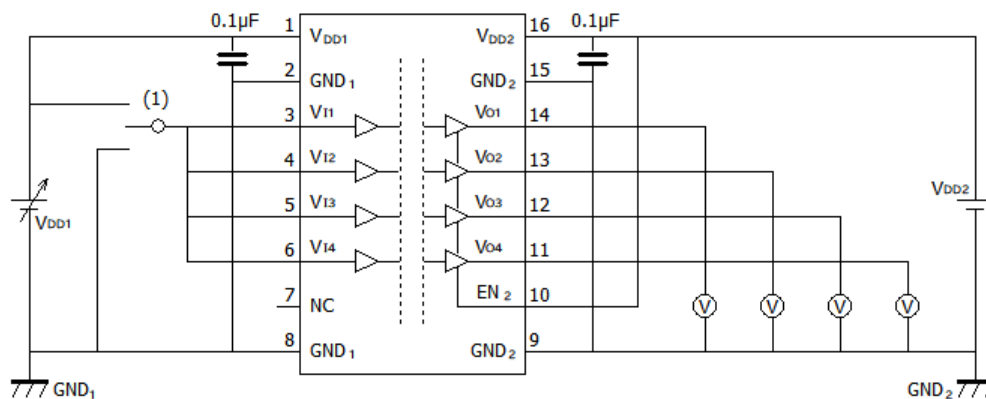 0.1μF 1 16 0.1μF
VDD1 VDD2
2 15
GND1 GND2
(1)
3 VI1 VO1 14
4 VI2 VO2 13
5 VI3 VO3 12
6 VI4 VO4 11
VDD1 VDD2
7 NC EN2 10
V V V V
8 GND1 GND2 9
GND1 GND2